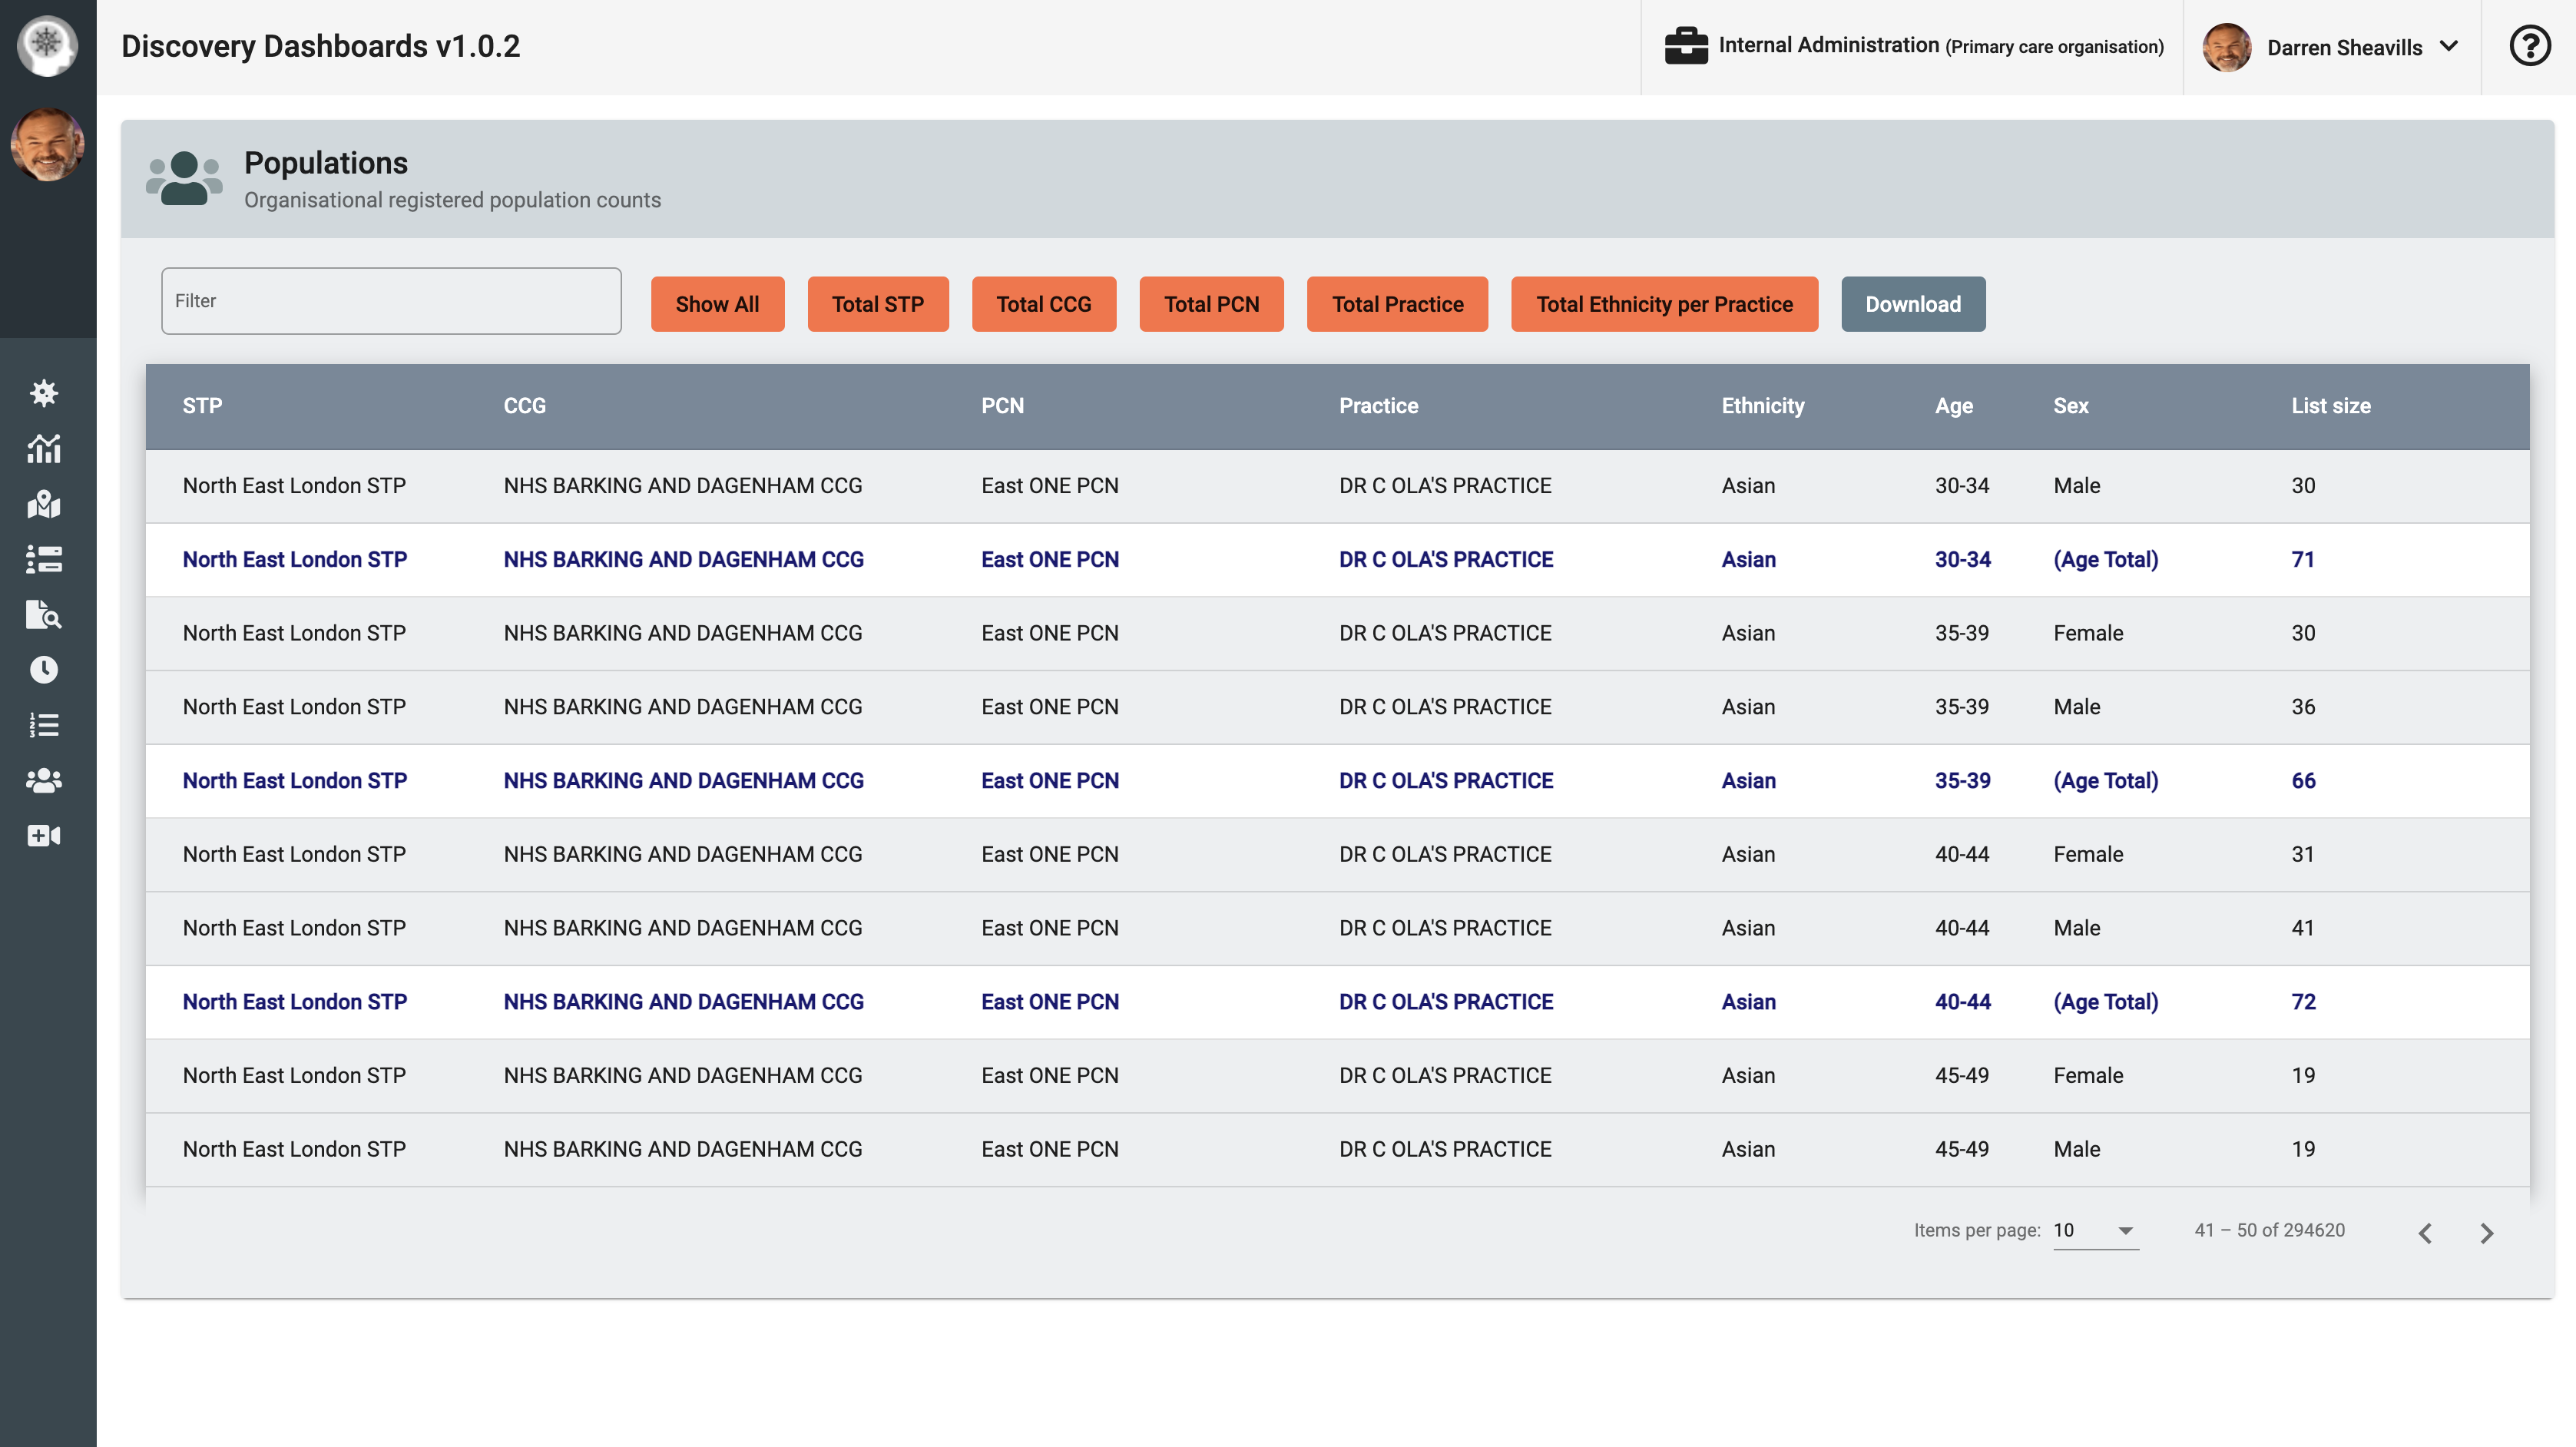 Discovery Dashboards v1.0.2
Internal Administration (Primary care organisation)
Darren Sheavills
Populations
Organisational registered population counts
Filter
Show All
Total STP
Total CCG
Total PCN
Total Practice
Total Ethnicity per Practice
Download
STP CCG PCN Practice Ethnicity Age Sex List size
North East London STP NHS BARKING AND DAGENHAM CCG East ONE PCN DR C OLA'S PRACTICE Asian 30-34 Male 30
North East London STP NHS BARKING AND DAGENHAM CCG East ONE PCN DR C OLA'S PRACTICE Asian 30-34 (Age Total) 71
North East London STP NHS BARKING AND DAGENHAM CCG East ONE PCN DR C OLA'S PRACTICE Asian 35-39 Female 30
North East London STP NHS BARKING AND DAGENHAM CCG East ONE PCN DR C OLA'S PRACTICE Asian 35-39 Male 36
North East London STP NHS BARKING AND DAGENHAM CCG East ONE PCN DR C OLA'S PRACTICE Asian 35-39 (Age Total) 66
North East London STP NHS BARKING AND DAGENHAM CCG East ONE PCN DR C OLA'S PRACTICE Asian 40-44 Female 31
North East London STP NHS BARKING AND DAGENHAM CCG East ONE PCN DR C OLA'S PRACTICE Asian 40-44 Male 41
North East London STP NHS BARKING AND DAGENHAM CCG East ONE PCN DR C OLA'S PRACTICE Asian 40-44 (Age Total) 72
North East London STP NHS BARKING AND DAGENHAM CCG East ONE PCN DR C OLA'S PRACTICE Asian 45-49 Female 19
North East London STP NHS BARKING AND DAGENHAM CCG East ONE PCN DR C OLA'S PRACTICE Asian 45-49 Male 19
Items per page: 10 41 – 50 of 294620